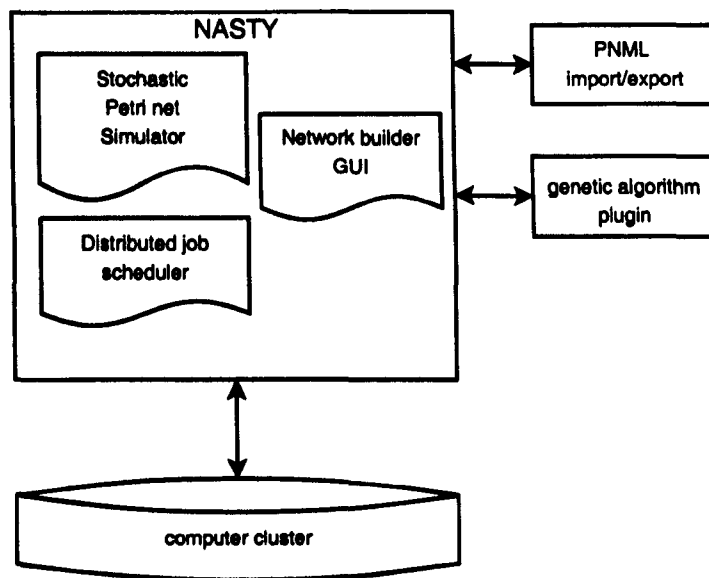 NASTY
Stochastic
Petri net
Simulator
Network builder
GUI
Distributed job
scheduler
PNML
import/export
genetic algorithm
plugin
computer cluster